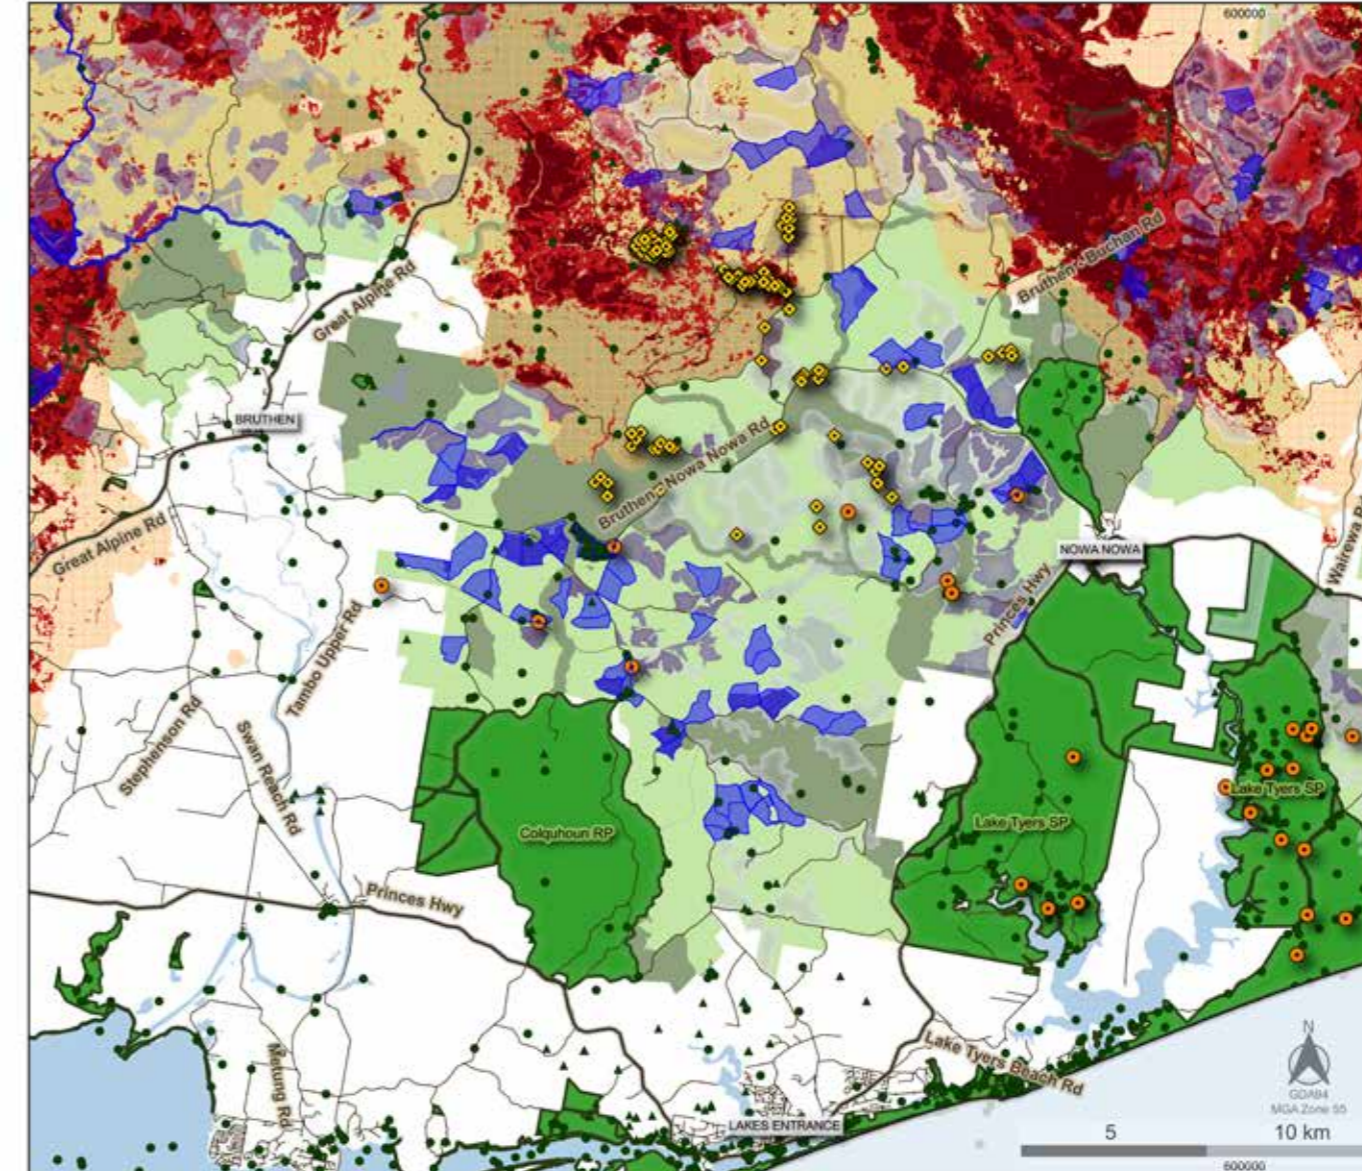 600000
Bruthen - Buchan Rd
Great Alpine Rd
BRUTHEN
Bruthen - Nowa Nowa Rd
Great Alpine Rd
NOWA NOWA
Princes Hwy
Tambo Upper Rd
Stephenson Rd
Swan Reach Rd
Lake Tyers SP
Lake Tyers SP
Colquhoun RP
Princes Hwy
N
GDA94
MGA Zone 55
Lake Tyers Beach Rd
Metung Rd
LAKES ENTRANCE
5
10 km
600000